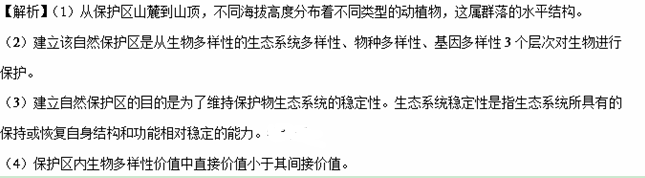 【解析】（1）从保护区山麓到山顶，不同海拔高度分布着不同类型的动植物，这属群落的水平结构。
（2）建立该自然保护区是从生物多样性的生态系统多样性、物种多样性、基因多样性 3 个层次对生物进行
保护。
（3）建立自然保护区的目的是为了维持保护物生态系统的稳定性。生态系统稳定性是指生态系统所具有的
保持或恢复自身结构和功能相对稳定的能力。
（4）保护区内生物多样性价值中直接价值小于其间接价值。